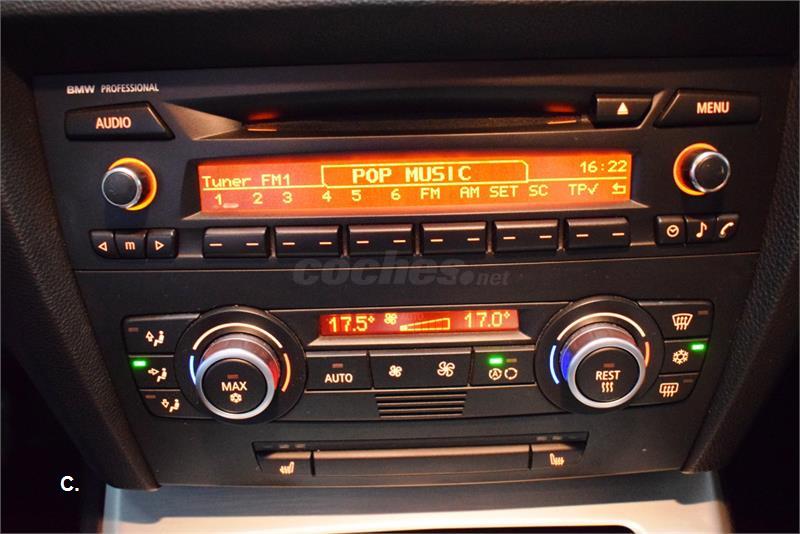 BMW PROFESSIONAL
AUDIO
MENU
POP MUSIC
16:22
Tuner FM1
1 2 3 4 5 6 FM AM SET SC TP√
m
coches.net
17.5°
17.0°
AUTO
A
MAX
REST
C.